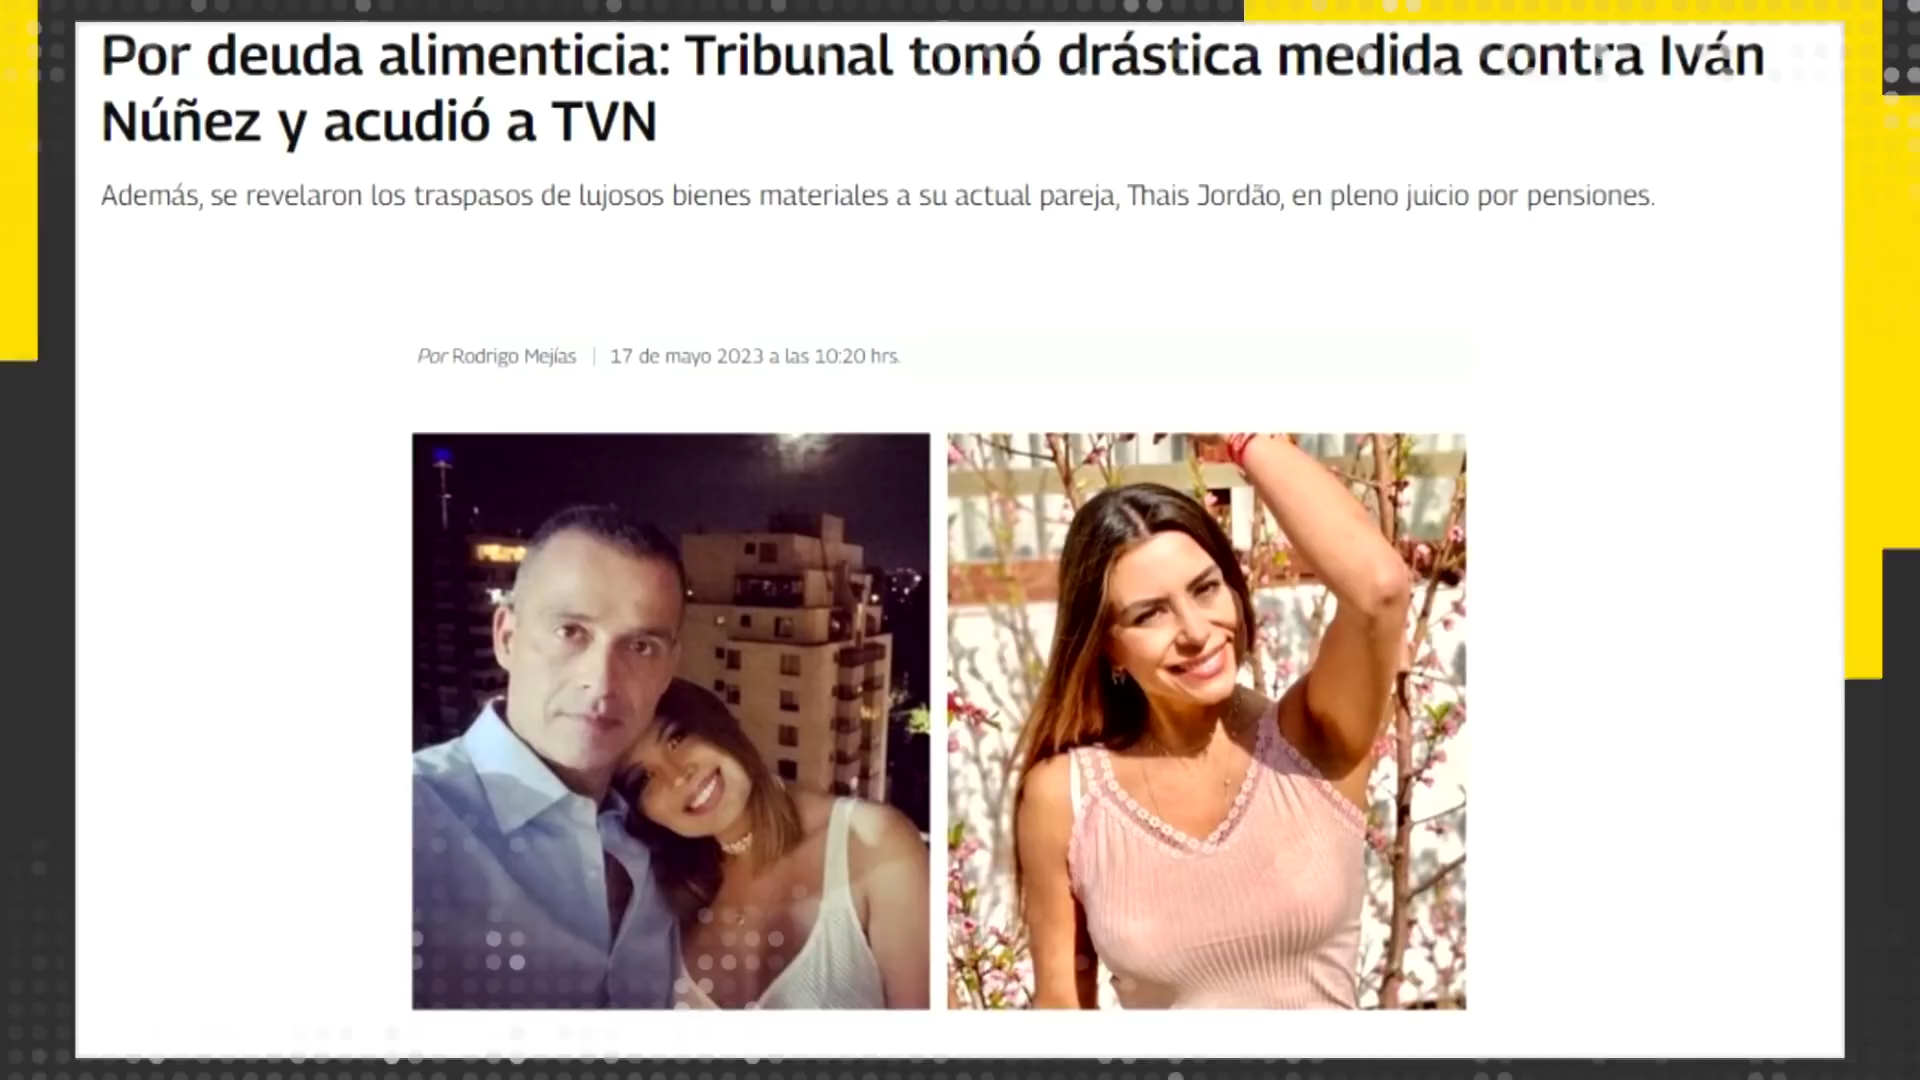 Por deuda alimenticia: Tribunal tomó drástica medida contra Iván
Núñez y acudió a TVN
Además, se revelaron los traspasos de lujosos bienes materiales a su actual pareja, Thais Jordão, en pleno juicio por pensiones.
Por Rodrigo Mejías | 17 de mayo 2023 a las 10:20 hrs.